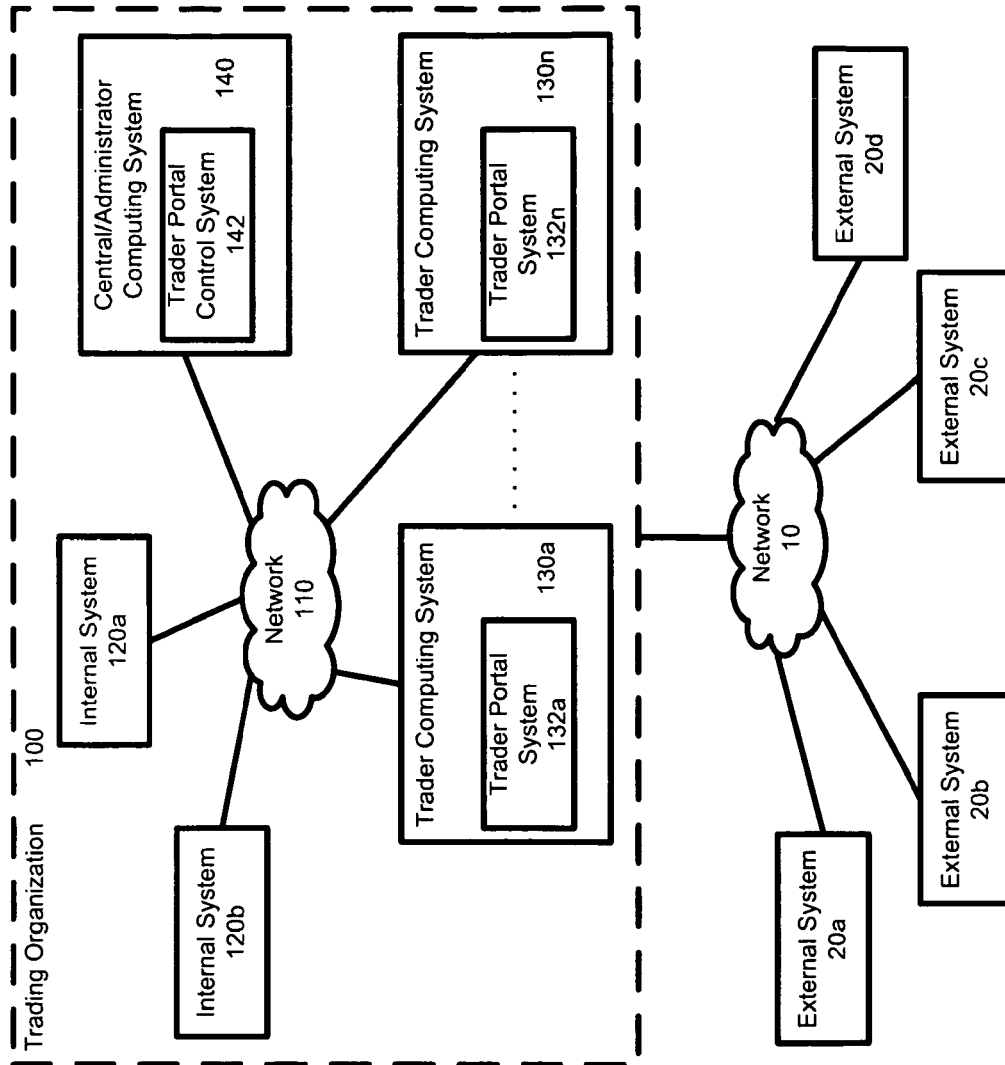 Trading Organization 100
Internal System
120b
Internal System
120a
Central/Administrator
Computing System
140
Trader Portal
Control System
142
Network
110
Trader Computing System
130a
Trader Portal
System
132a
. . . . . . .
Trader Computing System
130n
Trader Portal
System
132n
Network
10
External System
20a
External System
20b
External System
20c
External System
20d